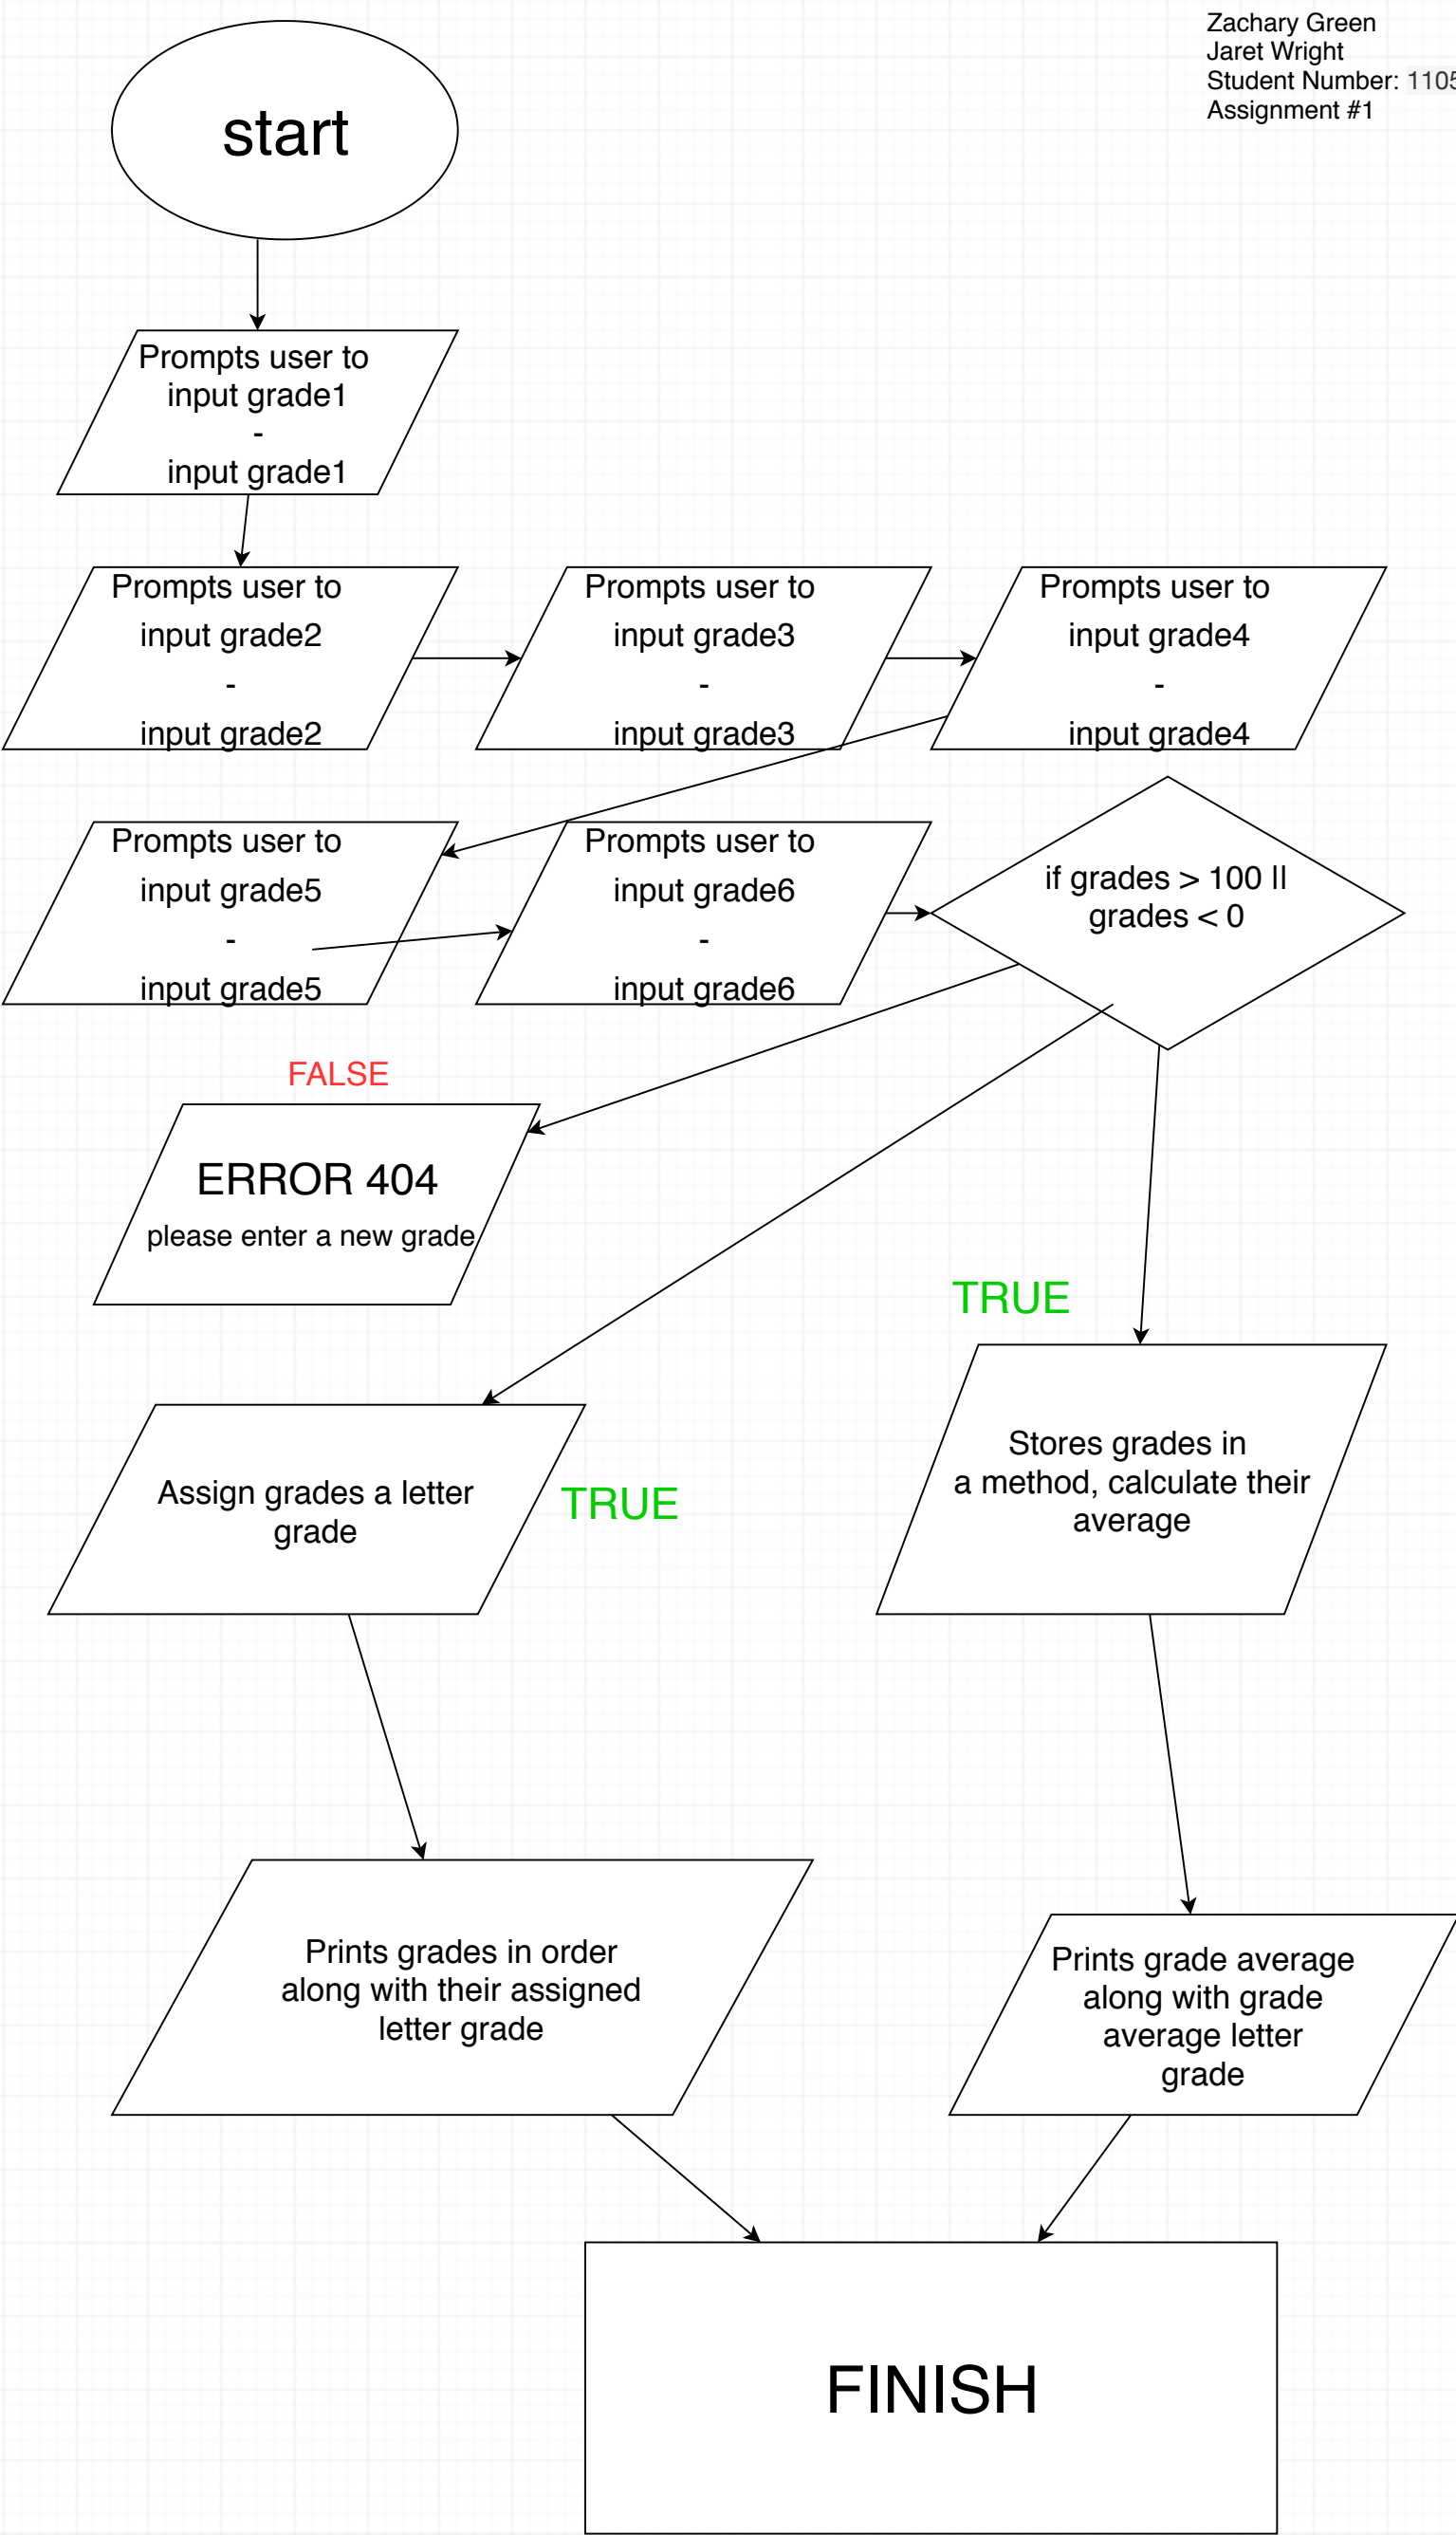 Zachary Green
Jaret Wright
Student Number: 1105
Assignment #1
start
Prompts user to
input grade1
-
input grade1
Prompts user to
input grade2
-
input grade2
Prompts user to
input grade3
-
input grade3
Prompts user to
input grade4
-
input grade4
Prompts user to
input grade5
-
input grade5
Prompts user to
input grade6
-
input grade6
if grades > 100 ||
grades < 0
FALSE
ERROR 404
please enter a new grade
TRUE
Stores grades in
a method, calculate their
average
Assign grades a letter
grade
TRUE
Prints grades in order
along with their assigned
letter grade
Prints grade average
along with grade
average letter
grade
FINISH